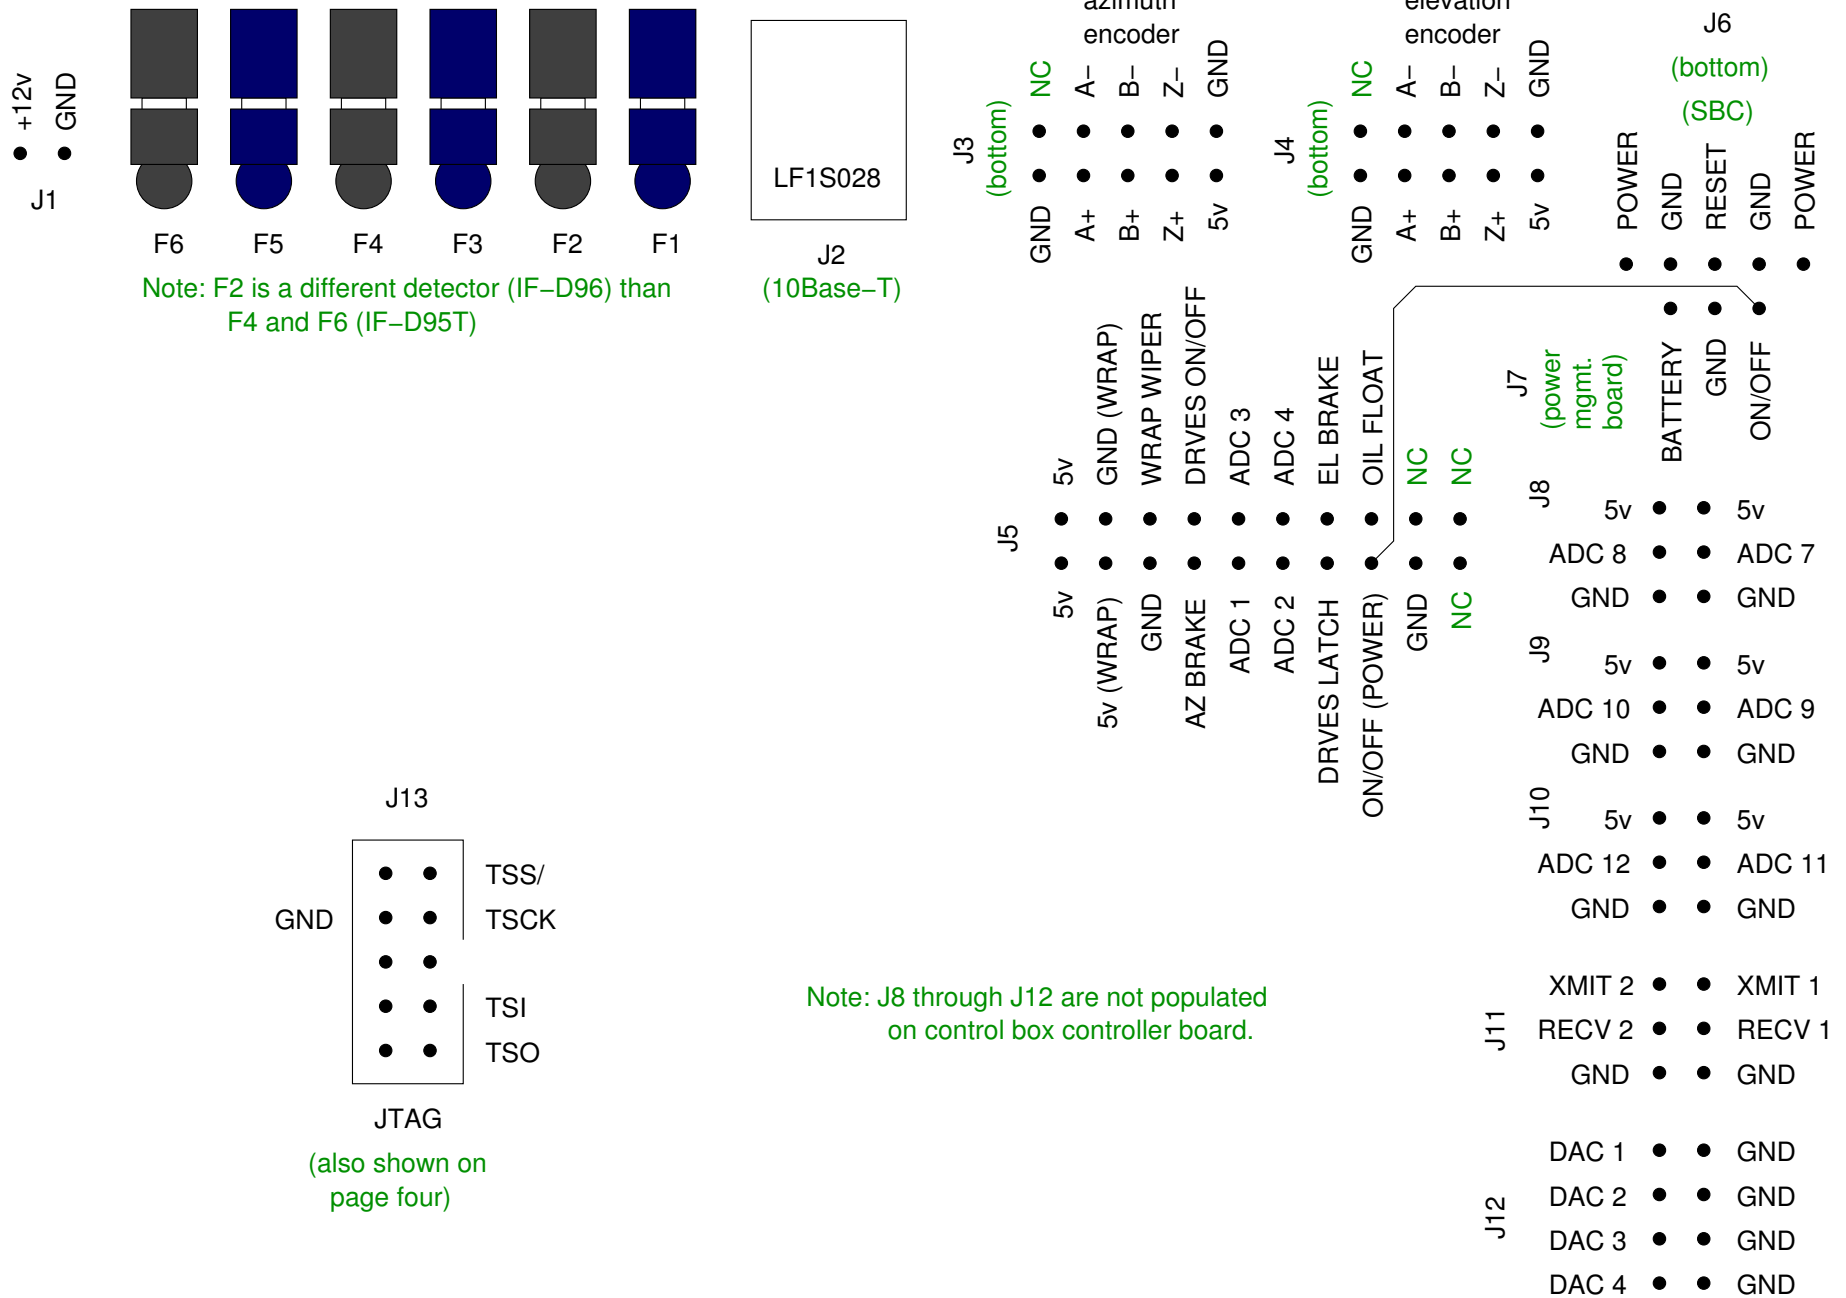 +12v
GND
J1
F6
F5
F4
F3
F2
F1
Note: F2 is a different detector (IF−D96) than
F4 and F6 (IF−D95T)
LF1S028
J2
(10Base−T)
azimuth
encoder
J3
(bottom)
NC
A−
B−
Z−
GND
GND
A+
B+
Z+
5v
elevation
encoder
J4
(bottom)
NC
A−
B−
Z−
GND
GND
A+
B+
Z+
5v
J6
(bottom)
(SBC)
POWER
GND
RESET
GND
POWER
J7
(power
mgmt.
board)
BATTERY
GND
ON/OFF
J5
5v
GND (WRAP)
WRAP WIPER
DRVES ON/OFF
ADC 3
ADC 4
EL BRAKE
OIL FLOAT
NC
NC
5v
5v (WRAP)
GND
AZ BRAKE
ADC 1
ADC 2
DRVES LATCH
ON/OFF (POWER)
GND
NC
J8
5v 5v
ADC 8 ADC 7
GND GND
J9
5v 5v
ADC 10 ADC 9
GND GND
J10
5v 5v
ADC 12 ADC 11
GND GND
J11
XMIT 2 XMIT 1
RECV 2 RECV 1
GND GND
J12
DAC 1 GND
DAC 2 GND
DAC 3 GND
DAC 4 GND
J13
TSS/
GND TSCK
TSI
TSO
JTAG
(also shown on
page four)
Note: J8 through J12 are not populated
on control box controller board.